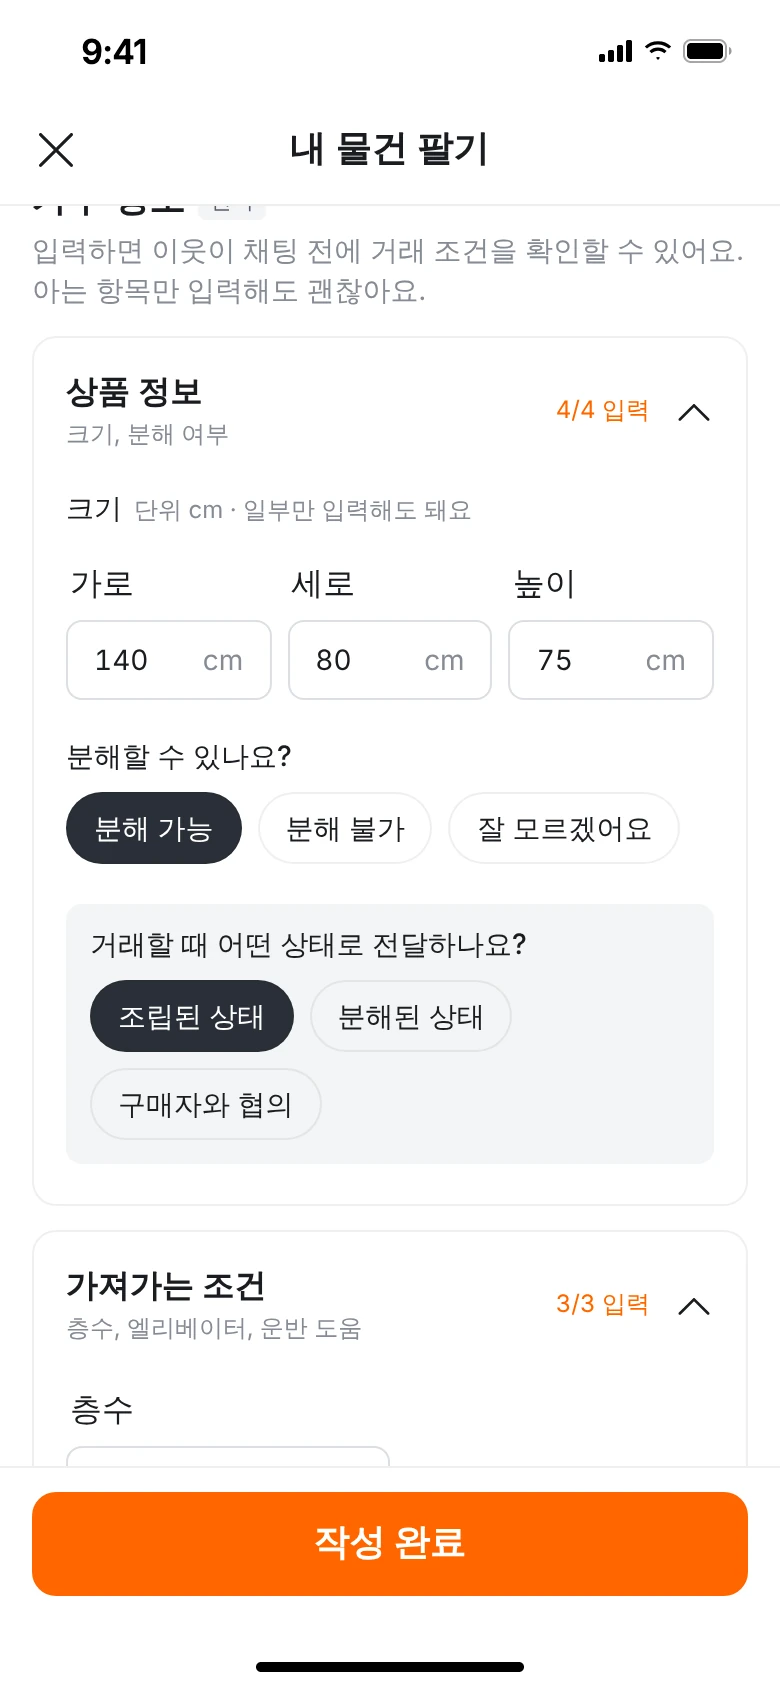 9:41
내 물건 팔기
입력하면 이웃이 채팅 전에 거래 조건을 확인할 수 있어요.
아는 항목만 입력해도 괜찮아요.
상품 정보
4/4 입력
크기, 분해 여부
크기 단위 cm · 일부만 입력해도 돼요
가로 세로 높이
140 cm 80 cm 75 cm
분해할 수 있나요?
분해 가능 분해 불가 잘 모르겠어요
거래할 때 어떤 상태로 전달하나요?
조립된 상태 분해된 상태
구매자와 협의
가져가는 조건
3/3 입력
층수, 엘리베이터, 운반 도움
층수
작성 완료